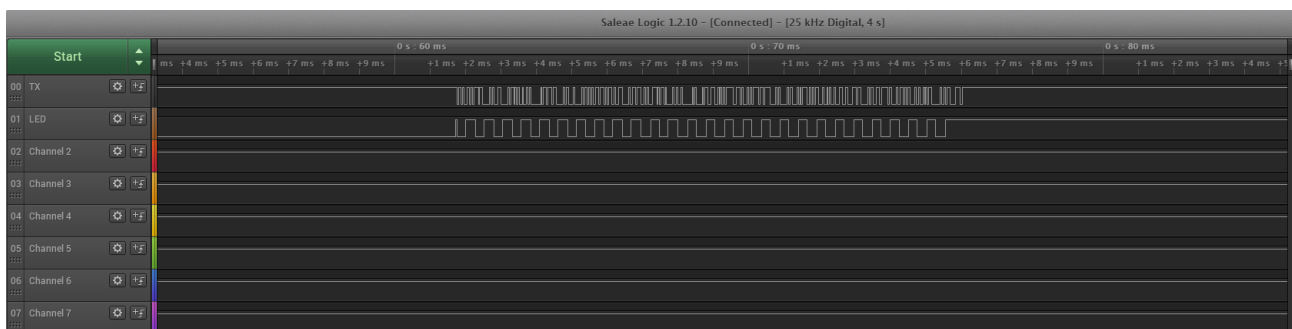 Saleae Logic 1.2.10 - [Connected] - [25 kHz Digital, 4 s]
Start
0 s : 60 ms 0 s : 70 ms 0 s : 80 ms
ms +4 ms +5 ms +6 ms +7 ms +8 ms +9 ms +1 ms +2 ms +3 ms +4 ms +5 ms +6 ms +7 ms +8 ms +9 ms +1 ms +2 ms +3 ms +4 ms +5 ms +6 ms +7 ms +8 ms +9 ms +1 ms +2 ms +3 ms +4 ms
00 TX
01 LED
02 Channel 2
03 Channel 3
04 Channel 4
05 Channel 5
06 Channel 6
07 Channel 7